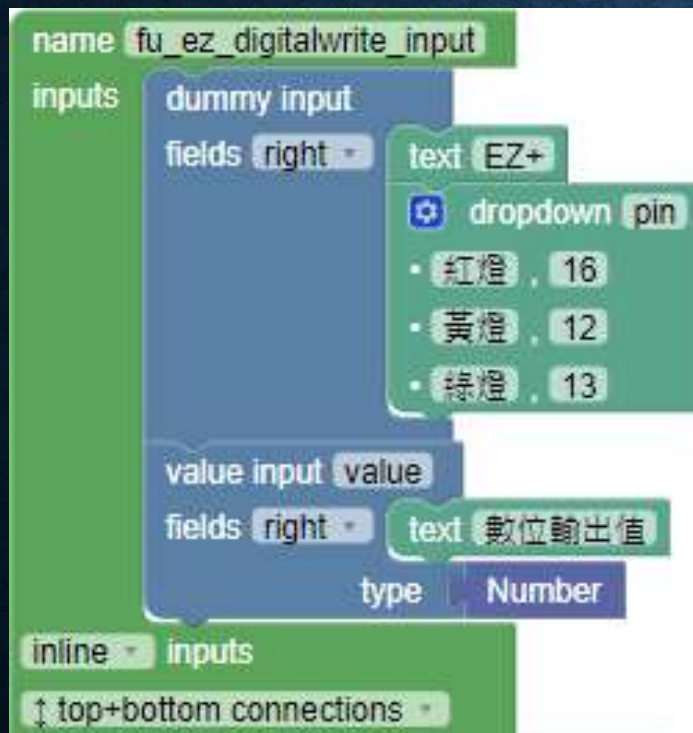 name fu_ez_digitalwrite_input
inputs dummy input
fields right text EZ+
dropdown pin
紅燈 , 16
黃燈 , 12
綠燈 , 13
value input value
fields right text 數位輸出值
type Number
inline inputs
↕ top+bottom connections